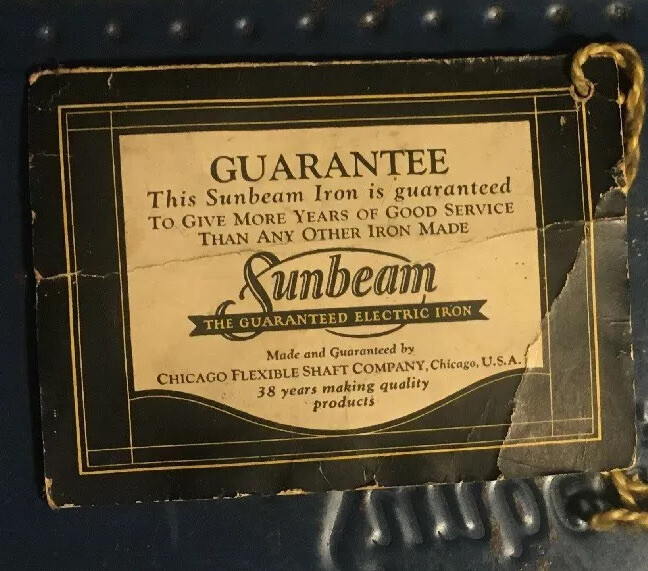 GUARANTEE
This Sunbeam Iron is guaranteed
TO GIVE MORE YEARS OF GOOD SERVICE
THAN ANY OTHER IRON MADE
Sunbeam
THE GUARANTEED ELECTRIC IRON
Made and Guaranteed by
CHICAGO FLEXIBLE SHAFT COMPANY, Chicago, U.S.A.
38 years making quality
products